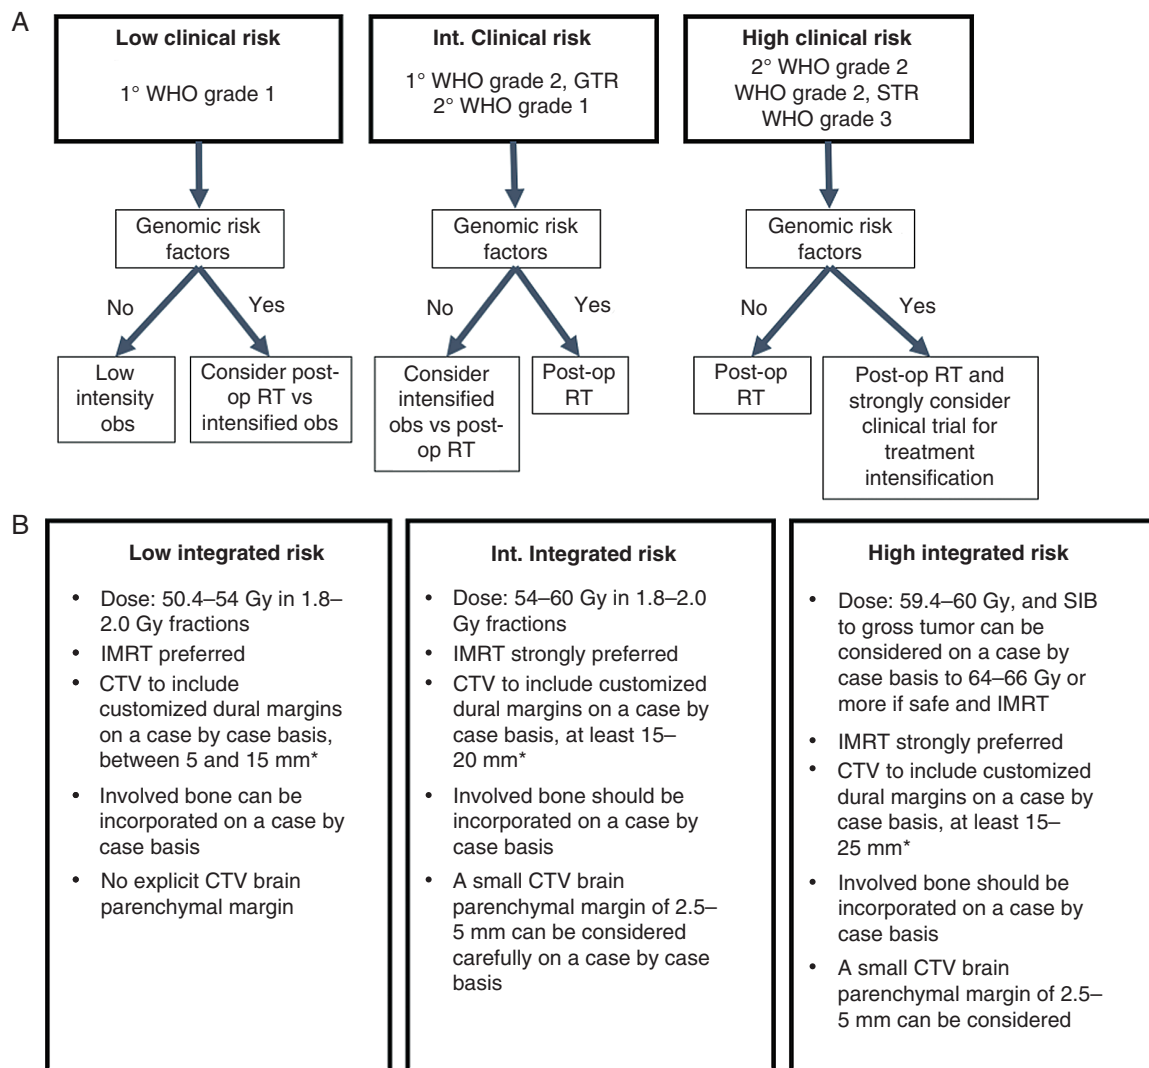 A
Low clinical risk
1° WHO grade 1
Int. Clinical risk
1° WHO grade 2, GTR
2° WHO grade 1
High clinical risk
2° WHO grade 2
WHO grade 2, STR
WHO grade 3
Genomic risk
factors
Genomic risk
factors
Genomic risk
factors
No
Yes
No
Yes
No
Yes
Low
intensity
obs
Consider post-
op RT vs
intensified obs
Consider
intensified
obs vs post-
op RT
Post-op
RT
Post-op
RT
Post-op RT and
strongly consider
clinical trial for
treatment
intensification
B
Low integrated risk
• Dose: 50.4–54 Gy in 1.8–
2.0 Gy fractions
• IMRT preferred
• CTV to include
customized dural margins
on a case by case basis,
between 5 and 15 mm*
• Involved bone can be
incorporated on a case by
case basis
• No explicit CTV brain
parenchymal margin
Int. Integrated risk
• Dose: 54–60 Gy in 1.8–2.0
Gy fractions
• IMRT strongly preferred
• CTV to include customized
dural margins on a case by
case basis, at least 15–
20 mm*
• Involved bone should be
incorporated on a case by
case basis
• A small CTV brain
parenchymal margin of 2.5–
5 mm can be considered
carefully on a case by case
basis
High integrated risk
• Dose: 59.4–60 Gy, and SIB
to gross tumor can be
considered on a case by
case basis to 64–66 Gy or
more if safe and IMRT
• IMRT strongly preferred
• CTV to include customized
dural margins on a case by
case basis, at least 15–
25 mm*
• Involved bone should be
incorporated on a case by
case basis
• A small CTV brain
parenchymal margin of 2.5–
5 mm can be considered